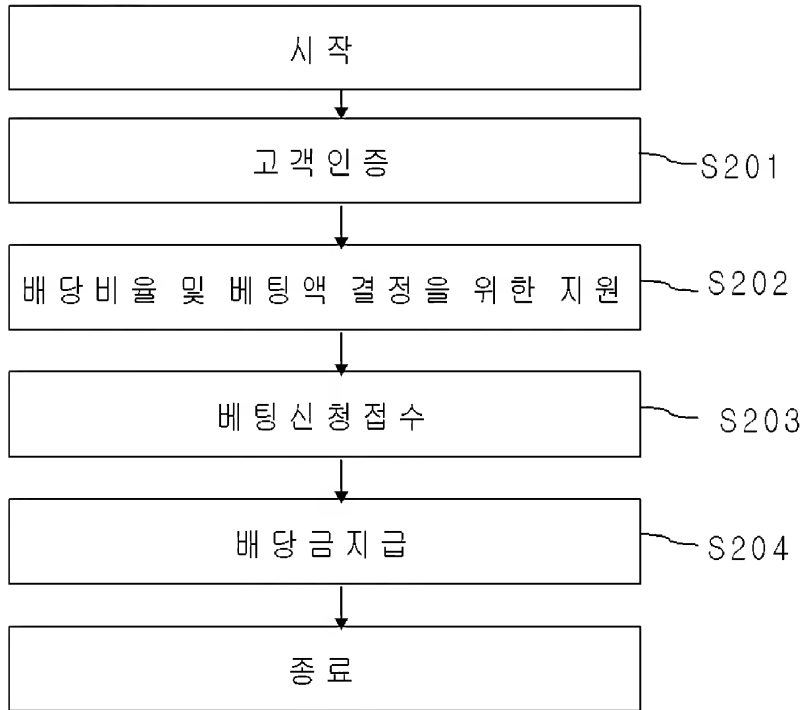 시작
고객인증
S201
배당비율 및 베팅액 결정을 위한 지원
S202
베팅신청접수
S203
배당금지급
S204
종료